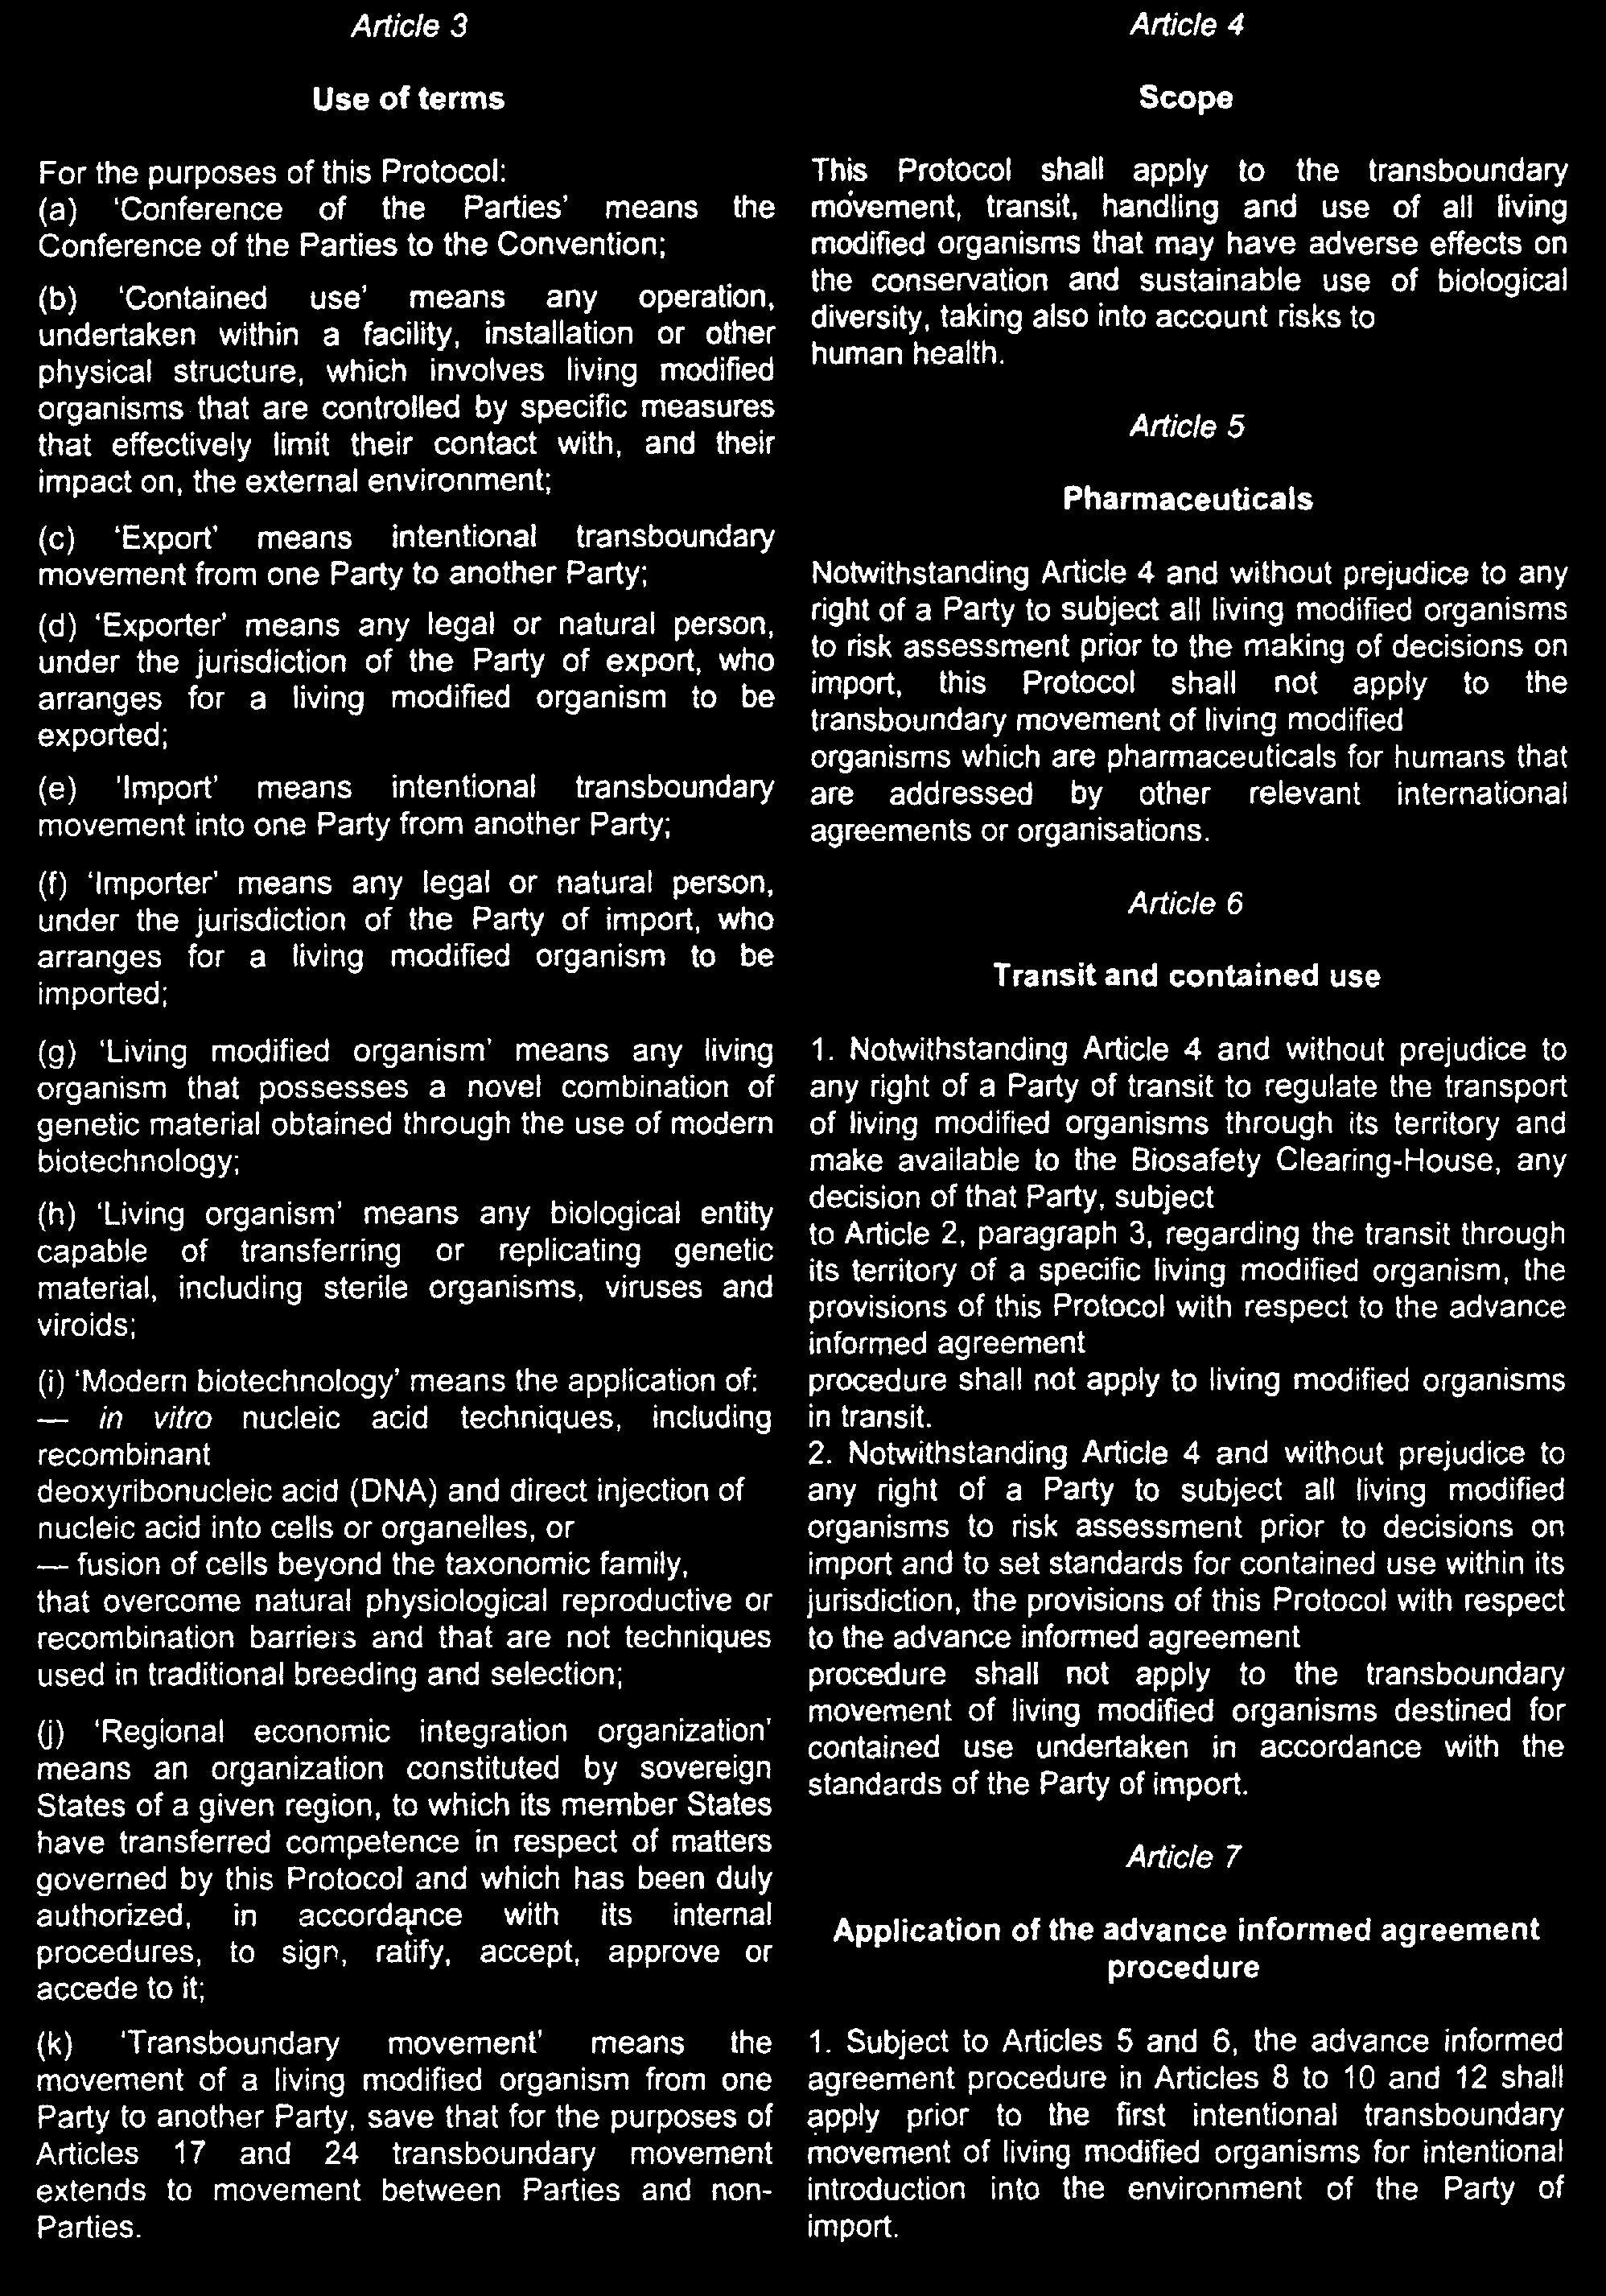 Article 3
Use of terms
For the purposes of this Protocol:
(a) 'Conference of the Parties' means the
Conference of the Parties to the Convention;
(b) 'Contained use' means any operation,
undertaken within a facility, installation or other
physical structure, which involves living modified
organisms that are controlled by specific measures
that effectively limit their contact with, and their
impact on, the external environment;
(c) 'Export' means intentional transboundary
movement from one Party to another Party;
(d) 'Exporter' means any legal or natural person,
under the jurisdiction of the Party of export, who
arranges for a living modified organism to be
exported;
(e) 'Import' means intentional transboundary
movement into one Party from another Party;
(f) 'Importer' means any legal or natural person,
under the jurisdiction of the Party of import, who
arranges for a living modified organism to be
imported;
(g) 'Living modified organism' means any living
organism that possesses a novel combination of
genetic material obtained through the use of modern
biotechnology;
(h) 'Living organism' means any biological entity
capable of transferring or replicating genetic
material, including sterile organisms, viruses and
viroids;
(i) 'Modern biotechnology' means the application of:
— in vitro nucleic acid techniques, including
recombinant
deoxyribonucleic acid (DNA) and direct injection of
nucleic acid into cells or organelles, or
— fusion of cells beyond the taxonomic family,
that overcome natural physiological reproductive or
recombination barriers and that are not techniques
used in traditional breeding and selection;
(j) 'Regional economic integration organization'
means an organization constituted by sovereign
States of a given region, to which its member States
have transferred competence in respect of matters
governed by this Protocol and which has been duly
authorized, in accordance with its internal
procedures, to sign, ratify, accept, approve or
accede to it;
(k) 'Transboundary movement' means the
movement of a living modified organism from one
Party to another Party, save that for the purposes of
Articles 17 and 24 transboundary movement
extends to movement between Parties and non-
Parties.
Article 4
Scope
This Protocol shall apply to the transboundary
movement, transit, handling and use of all living
modified organisms that may have adverse effects on
the conservation and sustainable use of biological
diversity, taking also into account risks to
human health.
Article 5
Pharmaceuticals
Notwithstanding Article 4 and without prejudice to any
right of a Party to subject all living modified organisms
to risk assessment prior to the making of decisions on
import, this Protocol shall not apply to the
transboundary movement of living modified
organisms which are pharmaceuticals for humans that
are addressed by other relevant international
agreements or organisations.
Article 6
Transit and contained use
1. Notwithstanding Article 4 and without prejudice to
any right of a Party of transit to regulate the transport
of living modified organisms through its territory and
make available to the Biosafety Clearing-House, any
decision of that Party, subject
to Article 2, paragraph 3, regarding the transit through
its territory of a specific living modified organism, the
provisions of this Protocol with respect to the advance
informed agreement
procedure shall not apply to living modified organisms
in transit.
2. Notwithstanding Article 4 and without prejudice to
any right of a Party to subject all living modified
organisms to risk assessment prior to decisions on
import and to set standards for contained use within its
jurisdiction, the provisions of this Protocol with respect
to the advance informed agreement
procedure shall not apply to the transboundary
movement of living modified organisms destined for
contained use undertaken in accordance with the
standards of the Party of import.
Article 7
Application of the advance informed agreement
procedure
1. Subject to Articles 5 and 6, the advance informed
agreement procedure in Articles 8 to 10 and 12 shall
apply prior to the first intentional transboundary
movement of living modified organisms for intentional
introduction into the environment of the Party of
import.